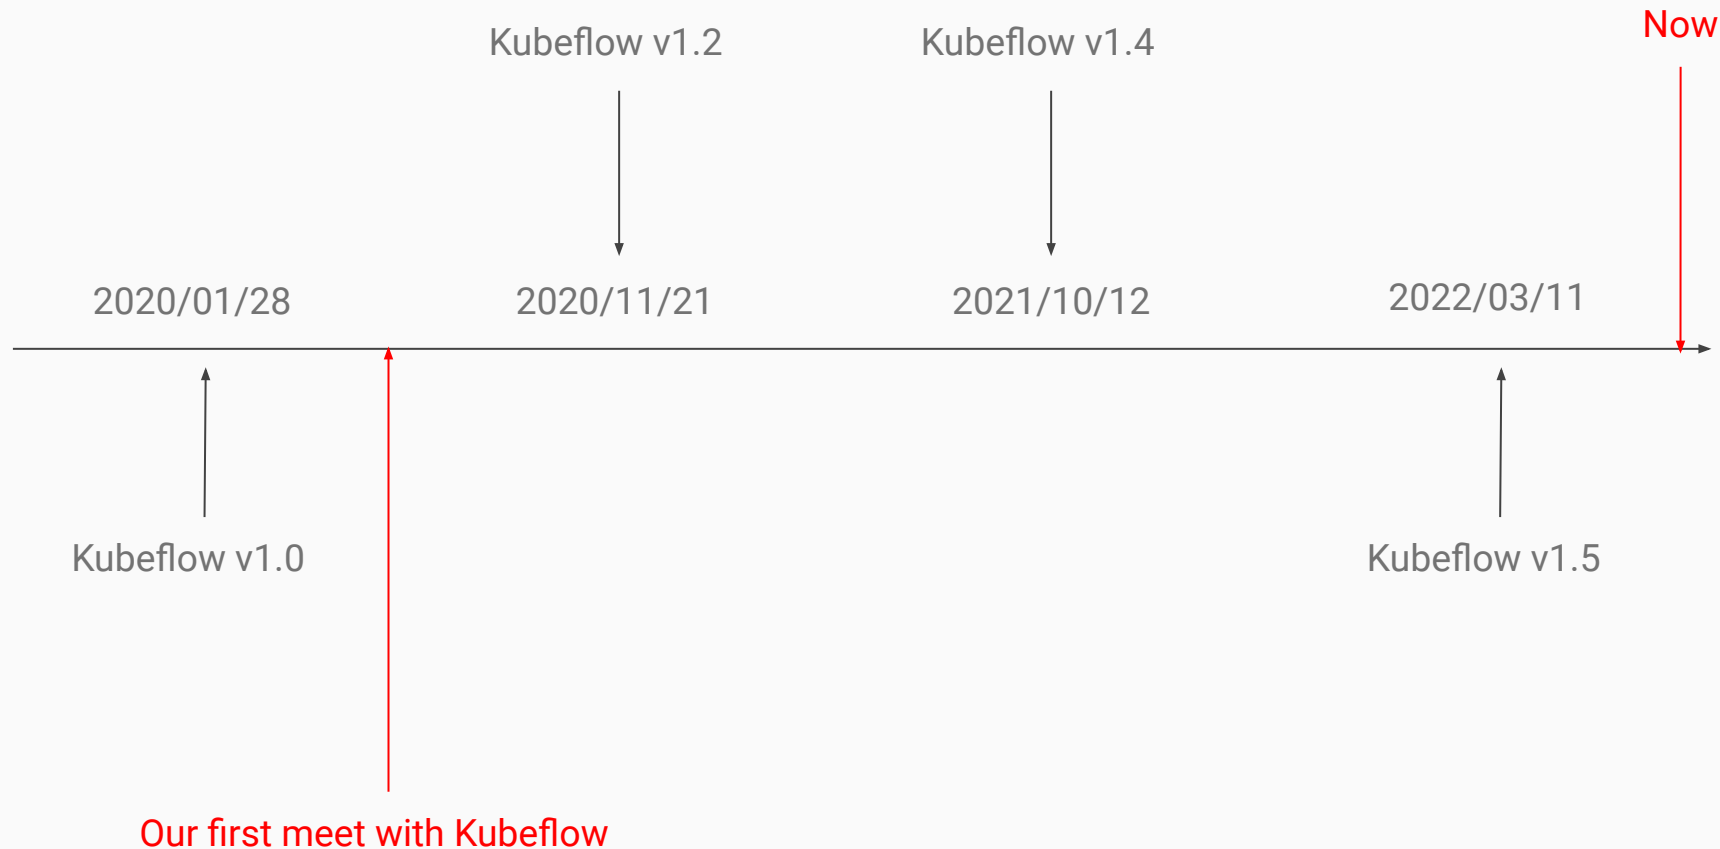 Now
Kubeflow v1.2
Kubeflow v1.4
2020/01/28
2020/11/21
2021/10/12
2022/03/11
Kubeflow v1.0
Kubeflow v1.5
Our first meet with Kubeflow